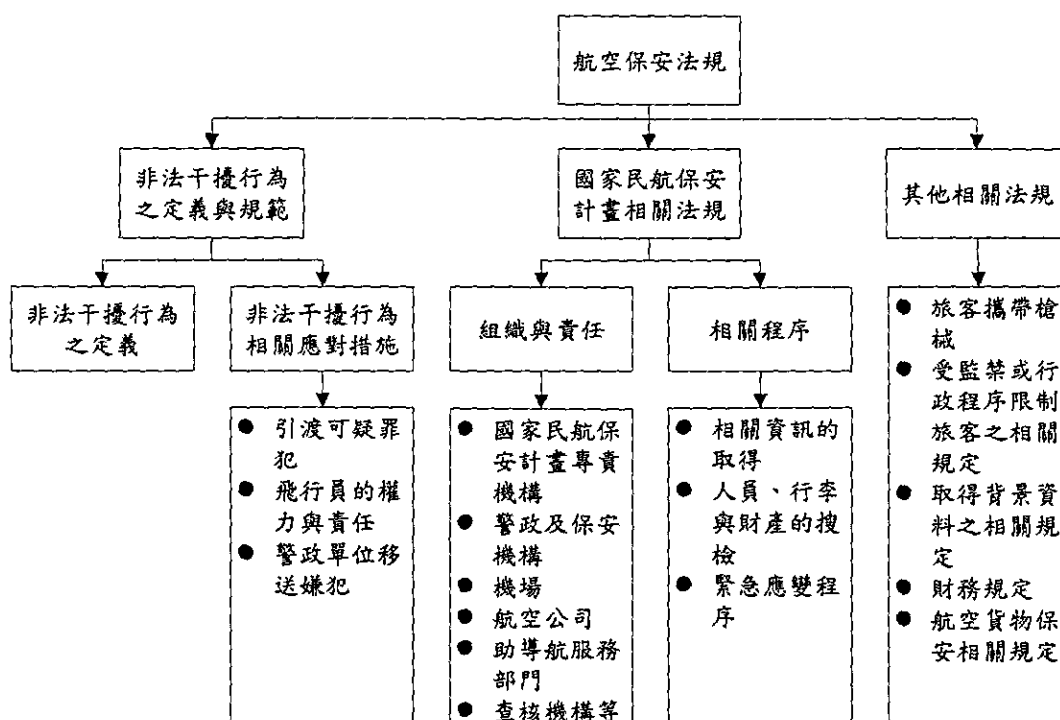 航空保安法規
非法干擾行為
之定義與規範
國家民航保安
計畫相關法規
其他相關法規
非法干擾行為
之定義
非法干擾行為
相關應對措施
組織與責任
相關程序
● 引渡可疑罪
犯
● 飛行員的權
力與責任
● 警政單位移
送嫌犯
● 國家民航保
安計畫專責
機構
● 警政及保安
機構
● 機場
● 航空公司
● 助導航服務
部門
● 查核機構等
● 相關資訊的
取得
● 人員、行李
與財產的搜
檢
● 緊急應變程
序
● 旅客攜帶槍
械
● 受監禁或行
政程序限制
旅客之相關
規定
● 取得背景資
料之相關規
定
● 財務規定
● 航空貨物保
安相關規定